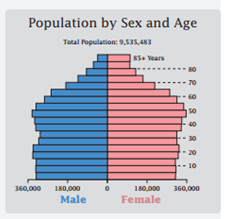 Population by Sex and Age
Total Population: 9,535,483
85+ Years
80
70
60
50
40
30
20
10
360,000 180,000 0 180,000 360,000
Male Female